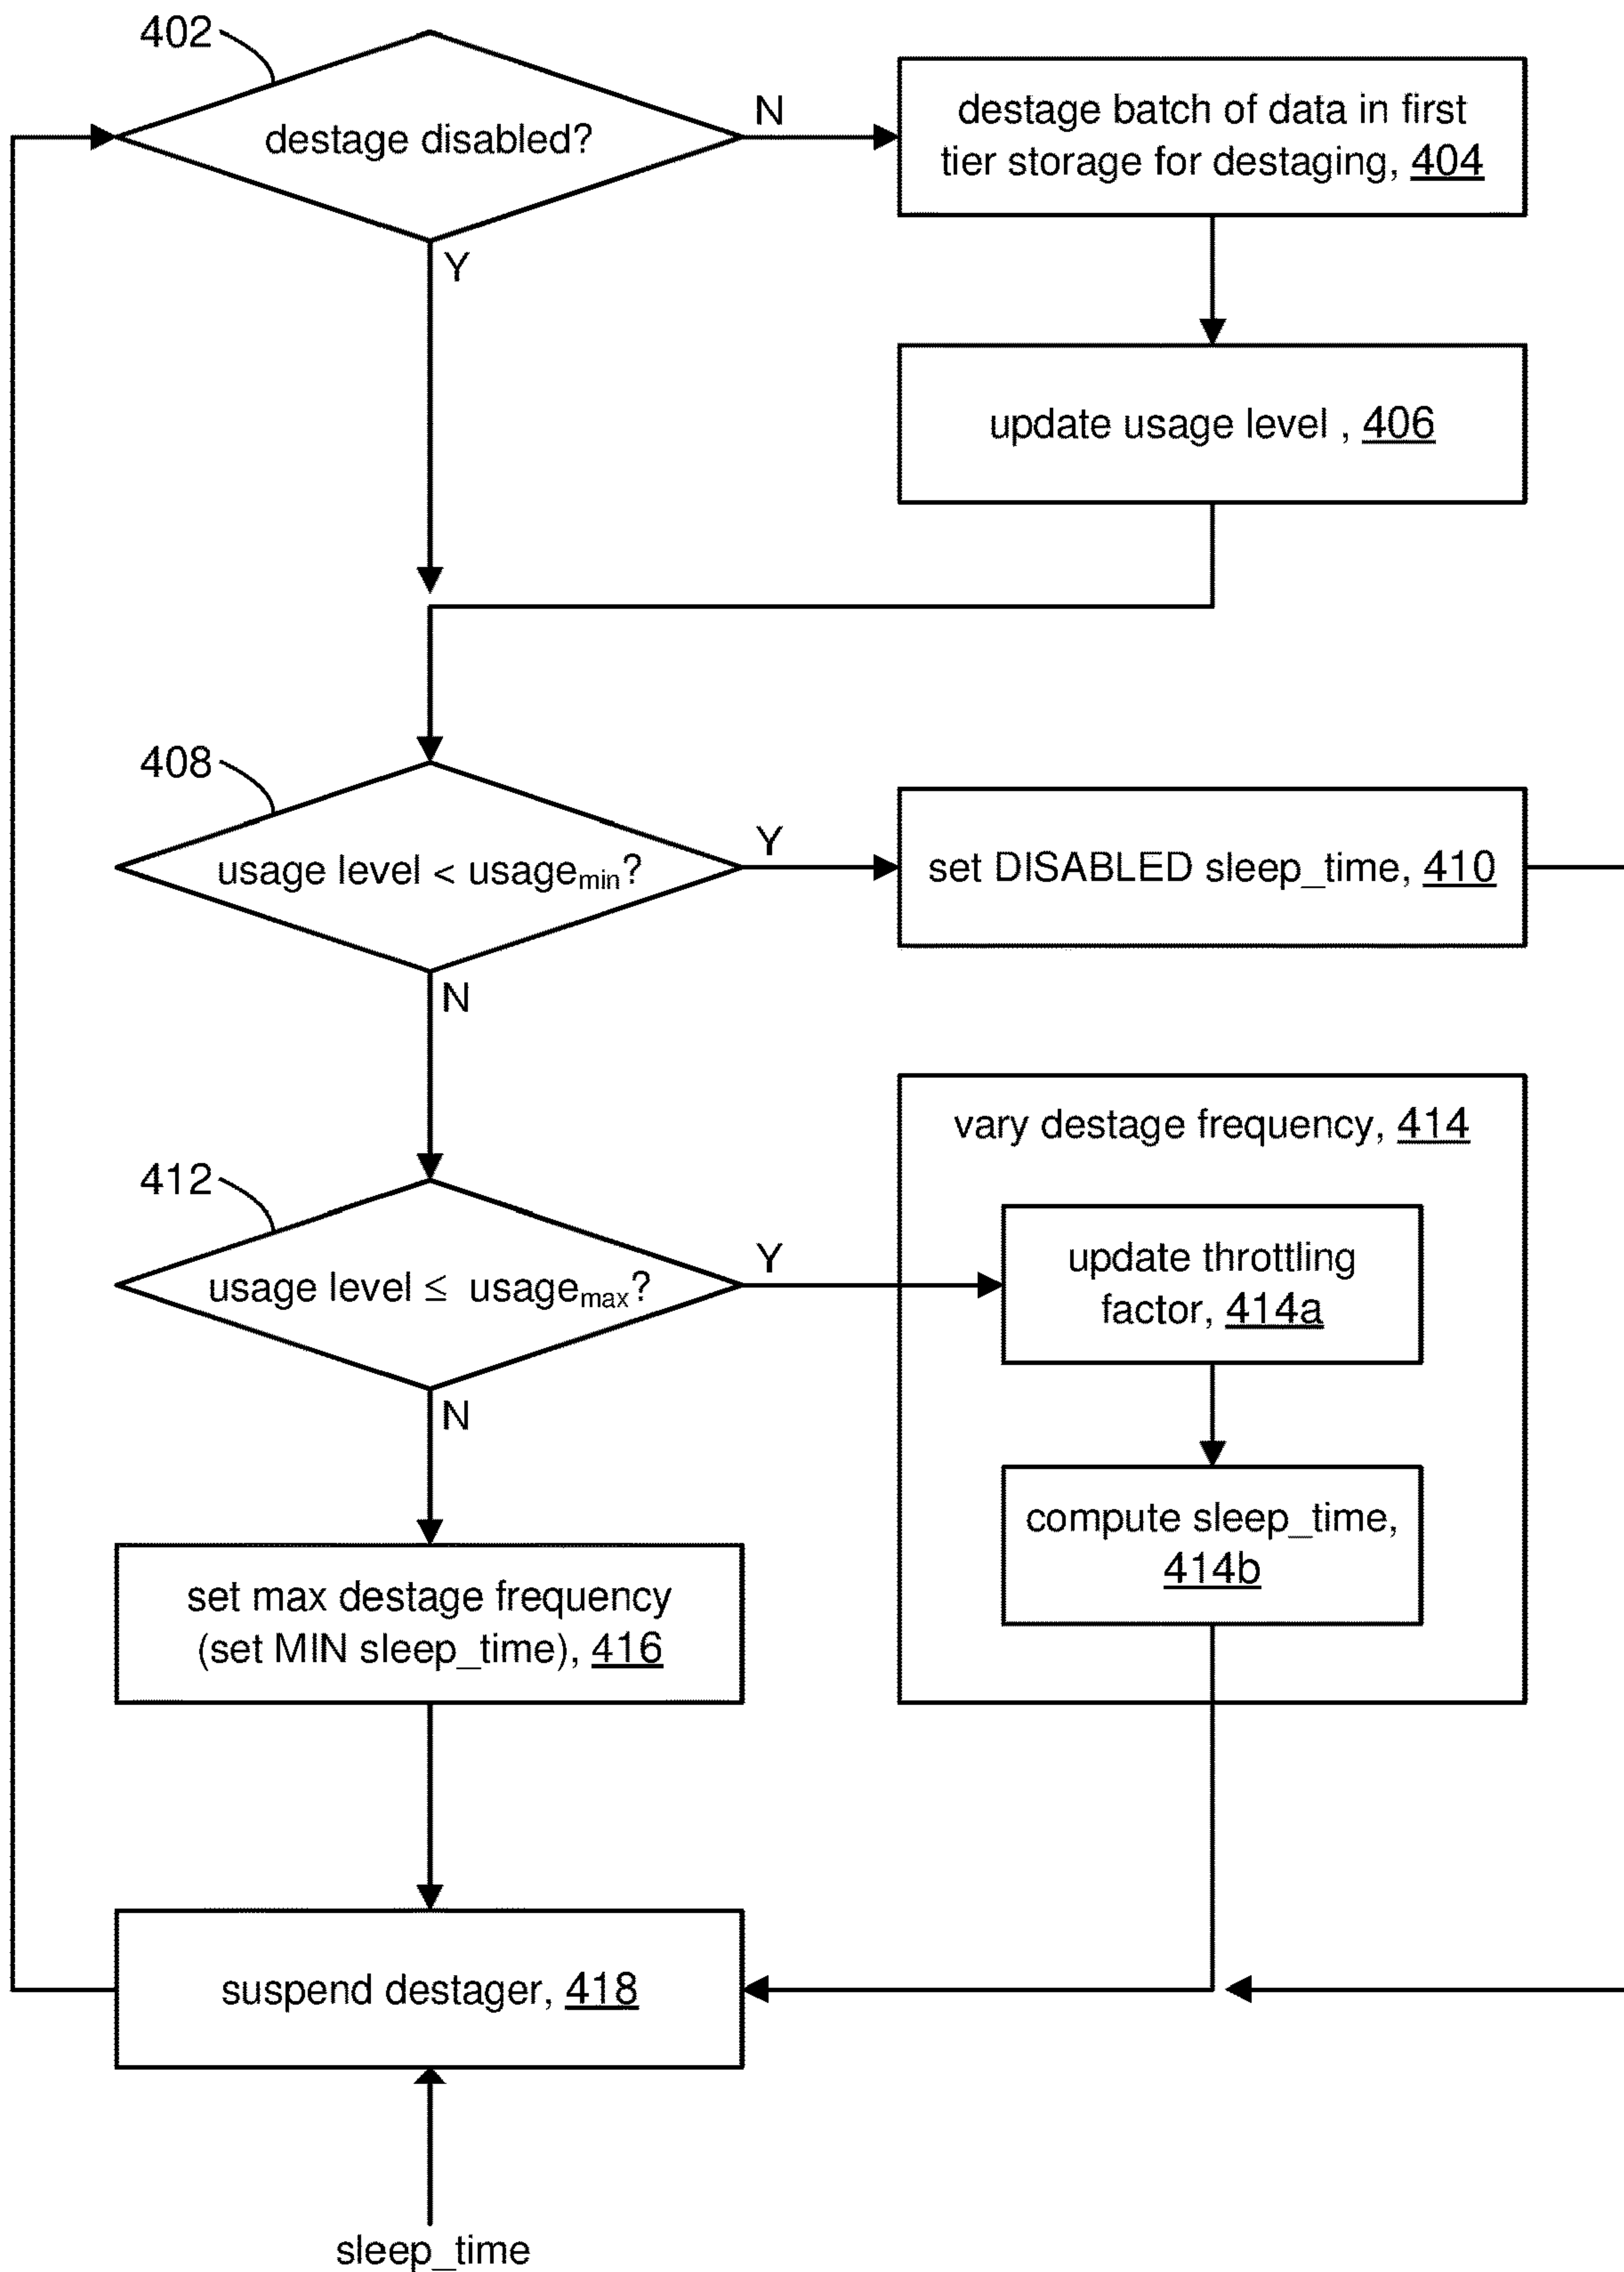 402
destage disabled?
N
destage batch of data in first
tier storage for destaging, 404
Y
update usage level , 406
408
usage level < usagemin?
Y
set DISABLED sleep_time, 410
N
vary destage frequency, 414
412
usage level ≤ usagemax?
Y
update throttling
factor, 414a
N
compute sleep_time,
414b
set max destage frequency
(set MIN sleep_time), 416
suspend destager, 418
sleep_time